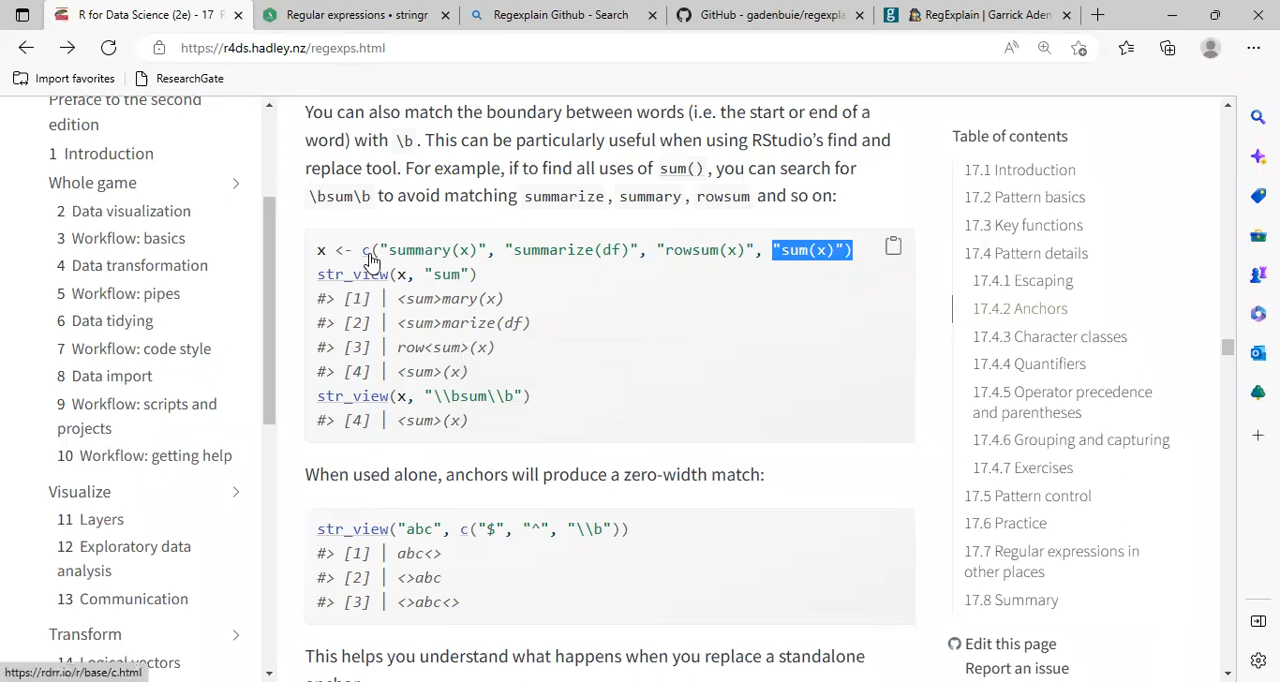 R for Data Science (2e) - 17 R
Regular expressions • stringr
Regexplain Github - Search
GitHub - gadenbuie/regexpla
RegExplain | Garrick Aden
https://r4ds.hadley.nz/regexps.html
Import favorites
ResearchGate
Preface to the second
edition
1 Introduction
Whole game
2 Data visualization
3 Workflow: basics
4 Data transformation
5 Workflow: pipes
6 Data tidying
7 Workflow: code style
8 Data import
9 Workflow: scripts and
projects
10 Workflow: getting help
Visualize
11 Layers
12 Exploratory data
analysis
13 Communication
Transform
14 Logical vectors
https://rdrr.io/r/base/c.html
You can also match the boundary between words (i.e. the start or end of a
word) with \b. This can be particularly useful when using RStudio's find and
replace tool. For example, if to find all uses of sum(), you can search for
\bsum\b to avoid matching summarize, summary, rowsum and so on:
x <- c("summary(x)", "summarize(df)", "rowsum(x)", "sum(x)")
str_view(x, "sum")
#> [1] │ <sum>mary(x)
#> [2] │ <sum>marize(df)
#> [3] │ row<sum>(x)
#> [4] │ <sum>(x)
str_view(x, "\\bsum\\b")
#> [4] │ <sum>(x)
When used alone, anchors will produce a zero-width match:
str_view("abc", c("$", "^", "\\b"))
#> [1] │ abc<>
#> [2] │ <>abc
#> [3] │ <>abc<>
This helps you understand what happens when you replace a standalone
anchor.
Table of contents
17.1 Introduction
17.2 Pattern basics
17.3 Key functions
17.4 Pattern details
17.4.1 Escaping
17.4.2 Anchors
17.4.3 Character classes
17.4.4 Quantifiers
17.4.5 Operator precedence
and parentheses
17.4.6 Grouping and capturing
17.4.7 Exercises
17.5 Pattern control
17.6 Practice
17.7 Regular expressions in
other places
17.8 Summary
Edit this page
Report an issue